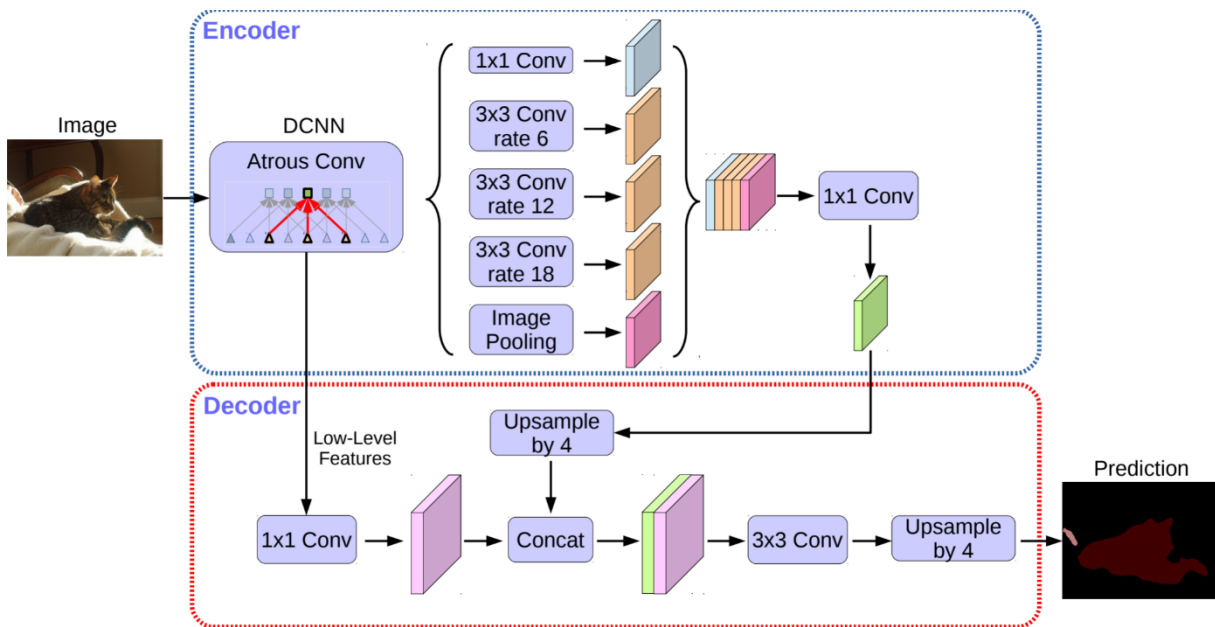 Encoder
Image
DCNN
Atrous Conv
1x1 Conv
3x3 Conv
rate 6
3x3 Conv
rate 12
3x3 Conv
rate 18
Image
Pooling
1x1 Conv
Decoder
Low-Level
Features
Upsample
by 4
1x1 Conv
Concat
3x3 Conv
Upsample
by 4
Prediction